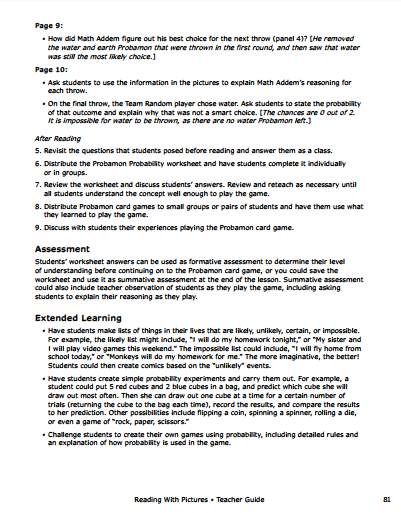 Page 9:
• How did Math Addem figure out his best choice for the next throw (panel 4)? [He removed
the water and earth Probamon that were thrown in the first round, and then saw that water
was still the most likely choice.]
Page 10:
• Ask students to use the information in the pictures to explain Math Addem's reasoning for
each throw.
• On the final throw, the Team Random player chose water. Ask students to state the probability
of that outcome and explain why that was not a smart choice. [The chances are 0 out of 2.
It is impossible for water to be thrown, as there are no water Probamon left.]
After Reading
5. Revisit the questions that students posed before reading and answer them as a class.
6. Distribute the Probamon Probability worksheet and have students complete it individually
or in groups.
7. Review the worksheet and discuss students' answers. Review and reteach as necessary until
all students understand the concept well enough to play the game.
8. Distribute Probamon card games to small groups or pairs of students and have them use what
they learned to play the game.
9. Discuss with students their experiences playing the Probamon card game.
Assessment
Students' worksheet answers can be used as formative assessment to determine their level
of understanding before continuing on to the Probamon card game, or you could save the
worksheet and use it as summative assessment at the end of the lesson. Summative assessment
could also include teacher observation of students as they play the game, including asking
students to explain their reasoning as they play.
Extended Learning
• Have students make lists of things in their lives that are likely, unlikely, certain, or impossible.
For example, the likely list might include, "I will do my homework tonight," or "My sister and
I will play video games this weekend." The impossible list could include, "I will fly home from
school today," or "Monkeys will do my homework for me." The more imaginative, the better!
Students could then create comics based on the "unlikely" events.
• Have students create simple probability experiments and carry them out. For example, a
student could put 5 red cubes and 2 blue cubes in a bag, and predict which cube she will
draw out most often. Then she can draw out one cube at a time for a certain number of
trials (returning the cube to the bag each time), record the results, and compare the results
to her prediction. Other possibilities include flipping a coin, spinning a spinner, rolling a die,
or even a game of "rock, paper, scissors."
• Challenge students to create their own games using probability, including detailed rules and
an explanation of how probability is used in the game.
Reading With Pictures • Teacher Guide
81